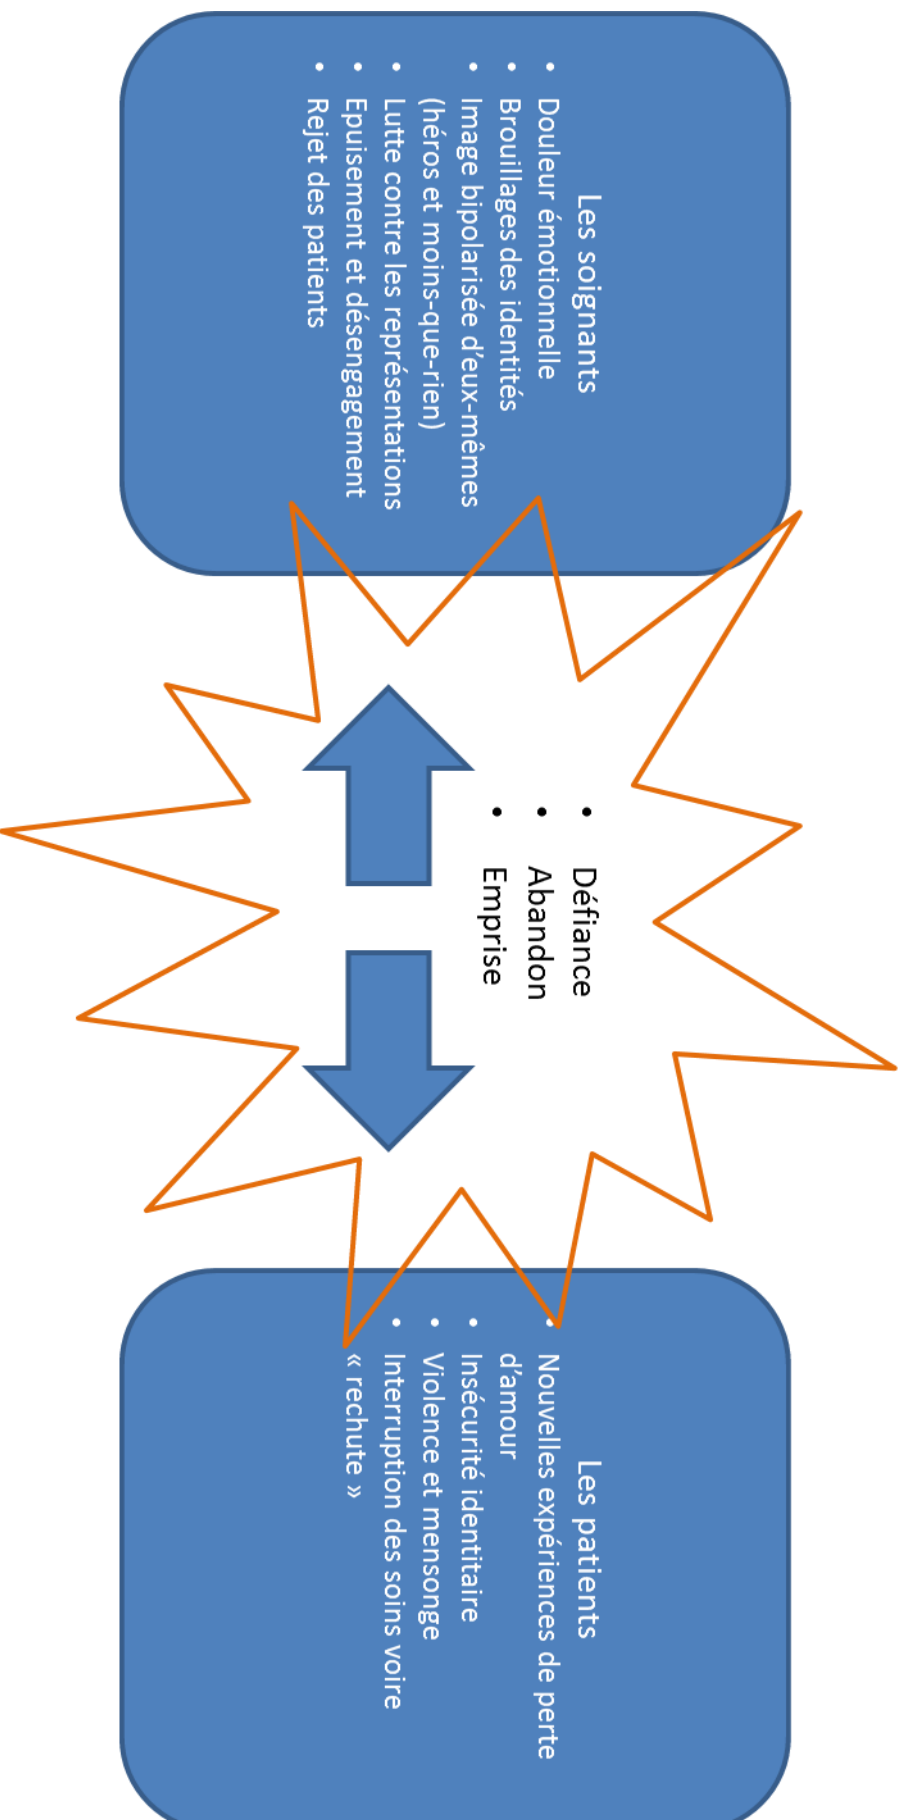 Les soignants
• Douleur émotionnelle
• Brouillages des identités
• Image bipolarisée d'eux-mêmes
(héros et moins-que-rien)
• Lutte contre les représentations
• Epuisement et désengagement
• Rejet des patients
• Défiance
• Abandon
• Emprise
Les patients
• Nouvelles expériences de perte
d'amour
• Insécurité identitaire
• Violence et mensonge
• Interruption des soins voire
« rechute »